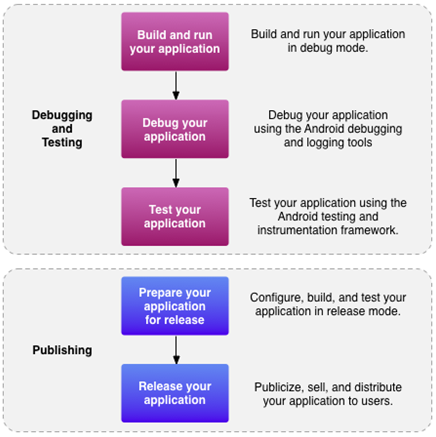 Build and run
your application
Build and run your application
in debug mode.
Debugging
and
Testing
Debug your
application
Debug your application
using the Android debugging
and logging tools
Test your
application
Test your application using the
Android testing and
instrumentation framework.
Prepare your
application
for release
Configure, build, and test your
application in release mode.
Publishing
Release your
application
Publicize, sell, and distribute
your application to users.